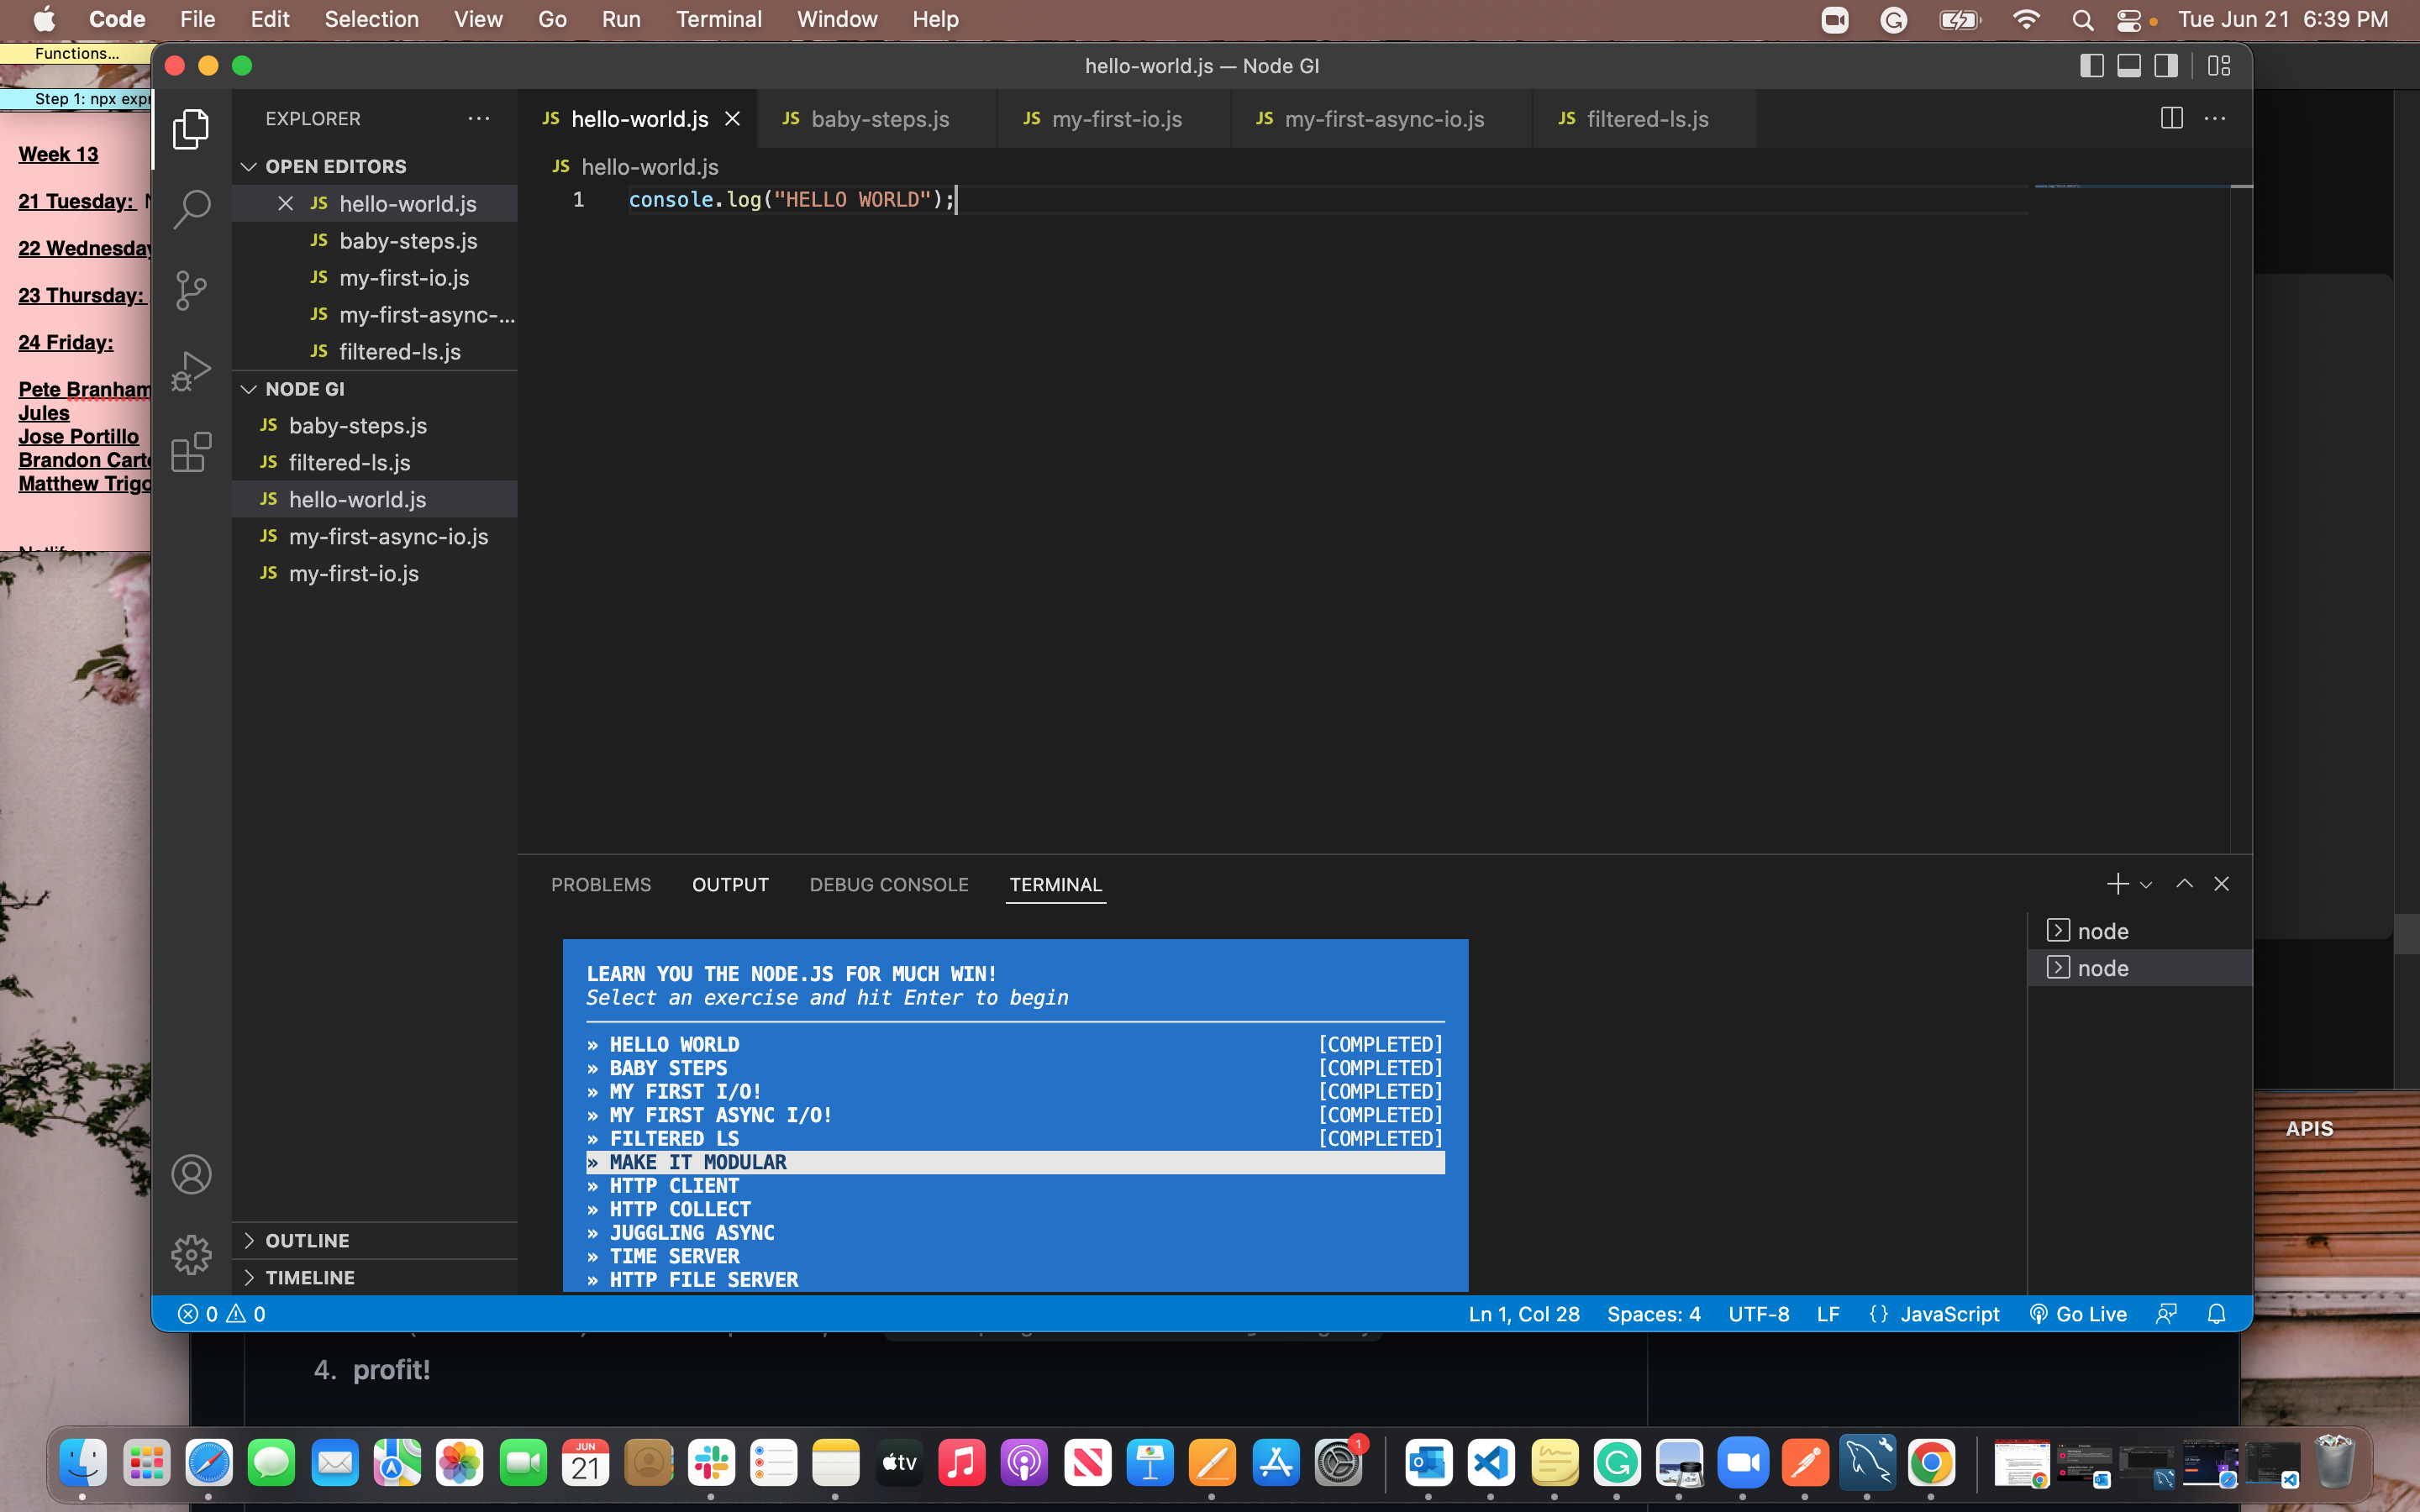 Code File Edit Selection View Go Run Terminal Window Help Tue Jun 21 6:39 PM
Functions...
Step 1: npx
Week 13
21 Tuesday:
22 Wednesday
23 Thursday:
24 Friday:
Pete Branham
Jules
Jose Portillo
Brandon
Matthew
hello-world.js — Node GI
EXPLORER
OPEN EDITORS
JS hello-world.js
JS baby-steps.js
JS my-first-io.js
JS my-first-async-...
JS filtered-ls.js
NODE GI
JS baby-steps.js
JS filtered-ls.js
JS hello-world.js
JS my-first-async-io.js
JS my-first-io.js
OUTLINE
TIMELINE
JS hello-world.js JS baby-steps.js JS my-first-io.js JS my-first-async-io.js JS filtered-ls.js
JS hello-world.js
1 console.log("HELLO WORLD");
PROBLEMS OUTPUT DEBUG CONSOLE TERMINAL
node
node
LEARN YOU THE NODE.JS FOR MUCH WIN!
Select an exercise and hit Enter to begin
» HELLO WORLD [COMPLETED]
» BABY STEPS [COMPLETED]
» MY FIRST I/O! [COMPLETED]
» MY FIRST ASYNC I/O! [COMPLETED]
» FILTERED LS [COMPLETED]
» MAKE IT MODULAR
» HTTP CLIENT
» HTTP COLLECT
» JUGGLING ASYNC
» TIME SERVER
» HTTP FILE SERVER
0 0 Ln 1, Col 28 Spaces: 4 UTF-8 LF {} JavaScript Go Live
APIS
4. profit!
JUN
21
tv
1